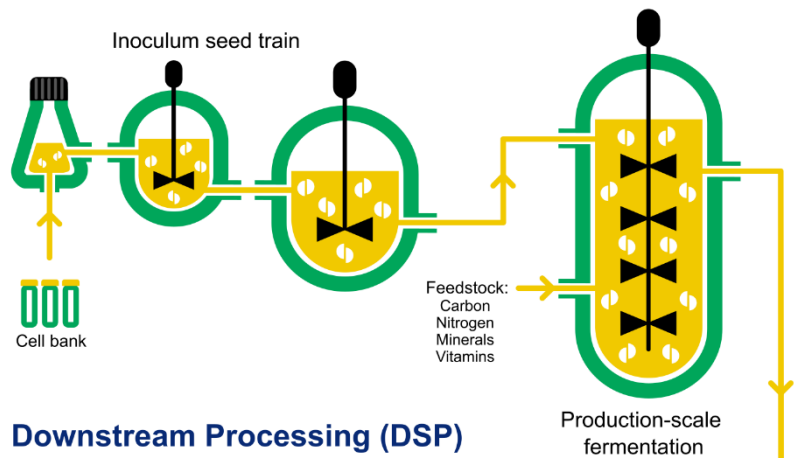 Inoculum seed train
Cell bank
Feedstock:
Carbon
Nitrogen
Minerals
Vitamins
Production-scale
fermentation
Downstream Processing (DSP)